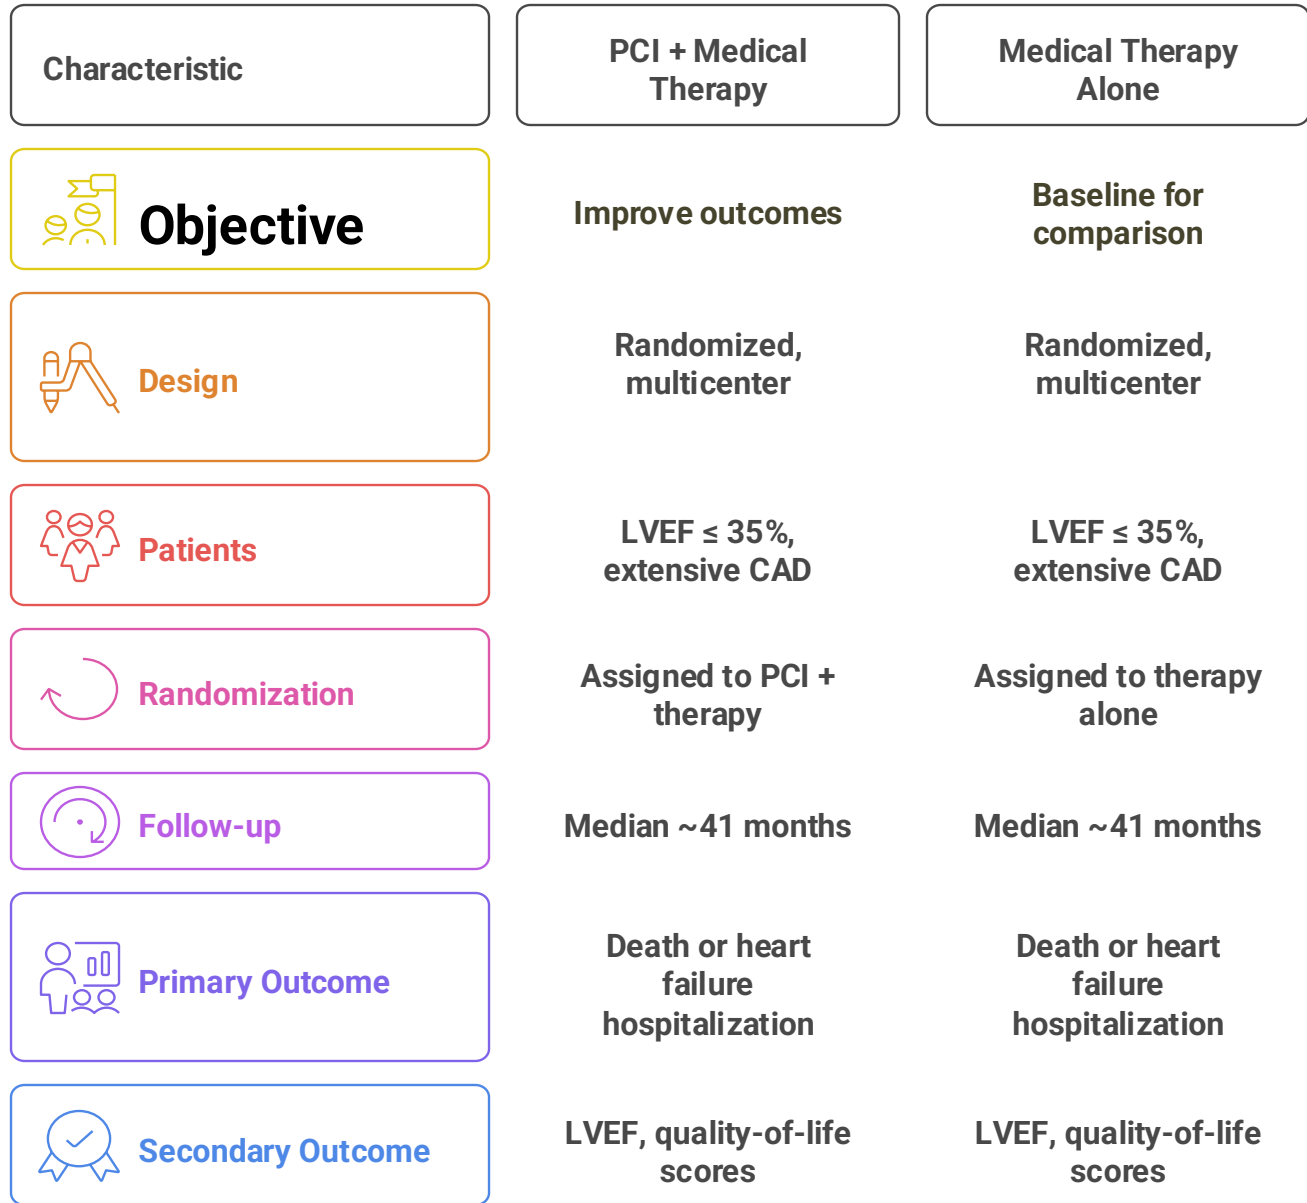 Characteristic
PCI + Medical
Therapy
Medical Therapy
Alone
Objective
Improve outcomes
Baseline for
comparison
Design
Randomized,
multicenter
Randomized,
multicenter
Patients
LVEF ≤ 35%,
extensive CAD
LVEF ≤ 35%,
extensive CAD
Randomization
Assigned to PCI +
therapy
Assigned to therapy
alone
Follow-up
Median ~41 months
Median ~41 months
Primary Outcome
Death or heart
failure
hospitalization
Death or heart
failure
hospitalization
Secondary Outcome
LVEF, quality-of-life
scores
LVEF, quality-of-life
scores